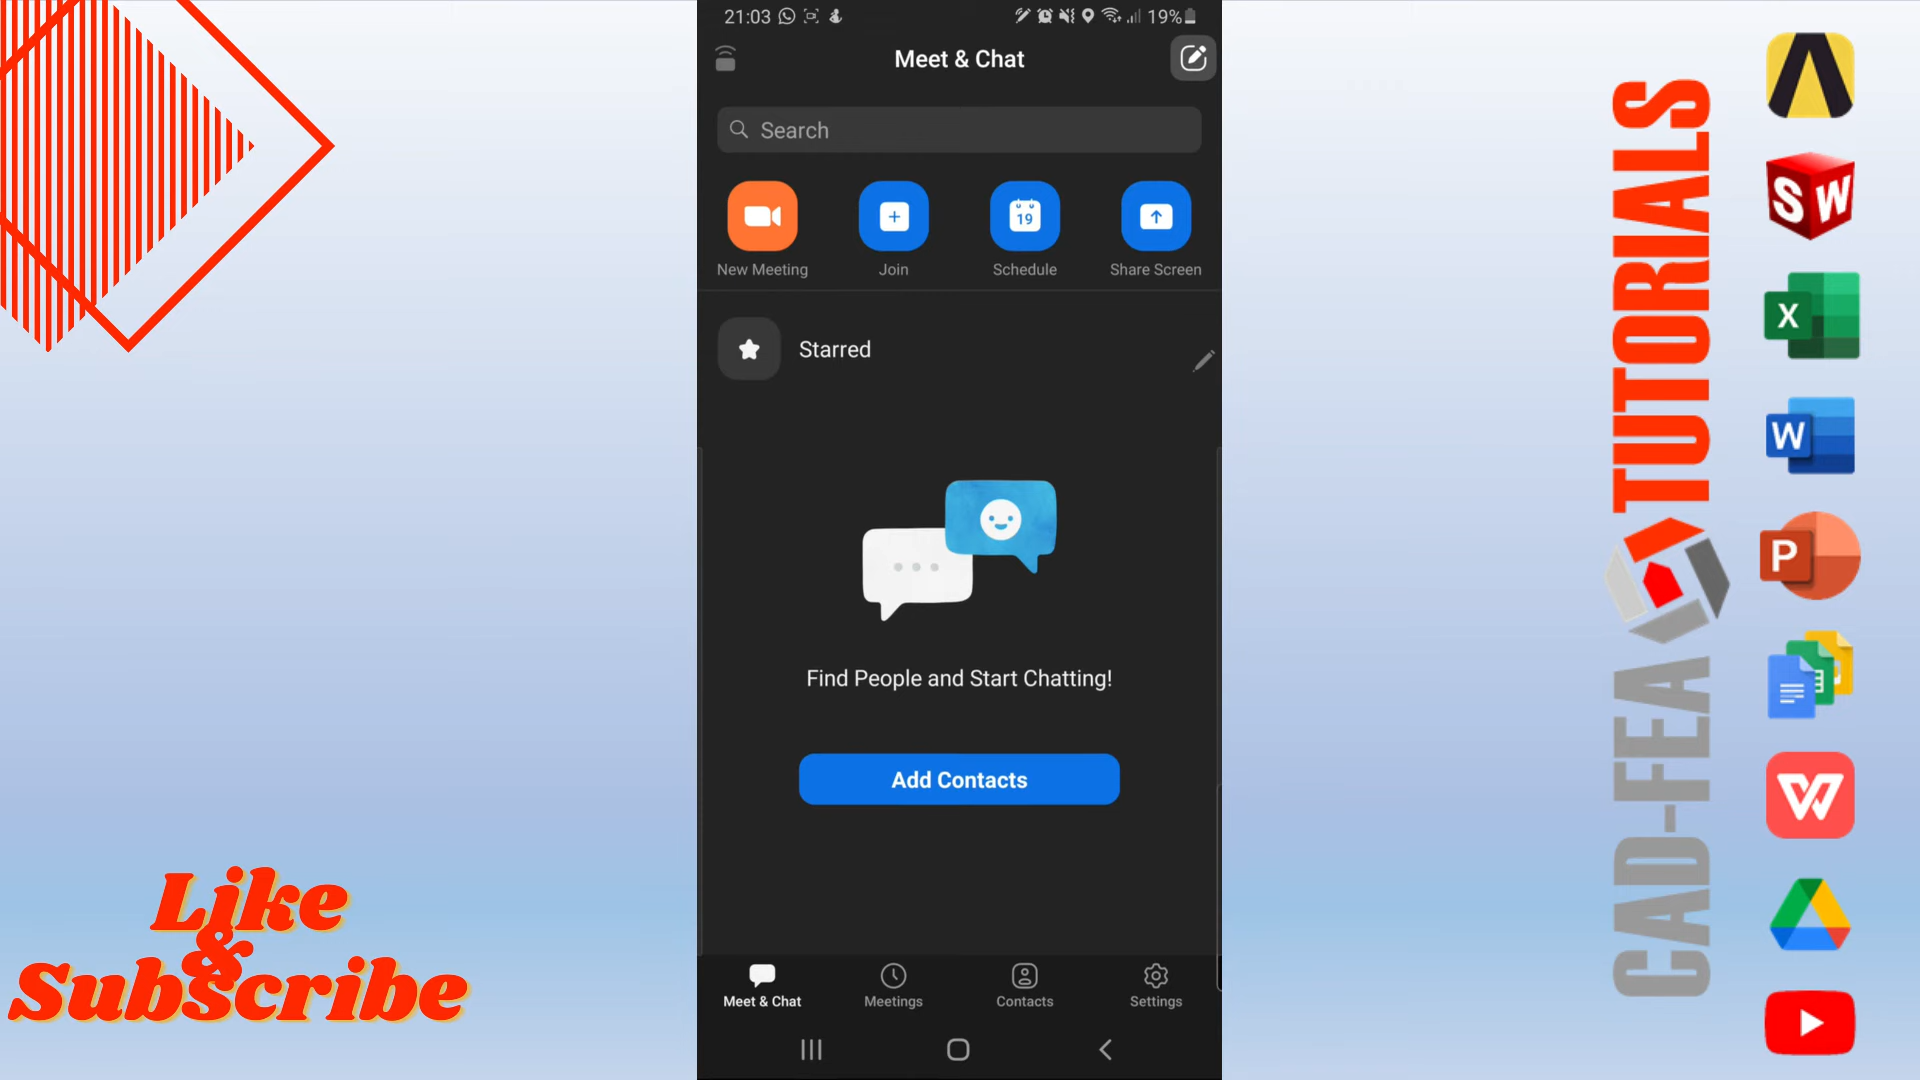 21:03
19%
Meet & Chat
Search
19
New Meeting
Join
Schedule
Share Screen
Starred
Find People and Start Chatting!
Add Contacts
Meet & Chat
Meetings
Contacts
Settings
Like
&
Subscribe
CAD-FEA TUTORIALS
SW
X
W
P
W